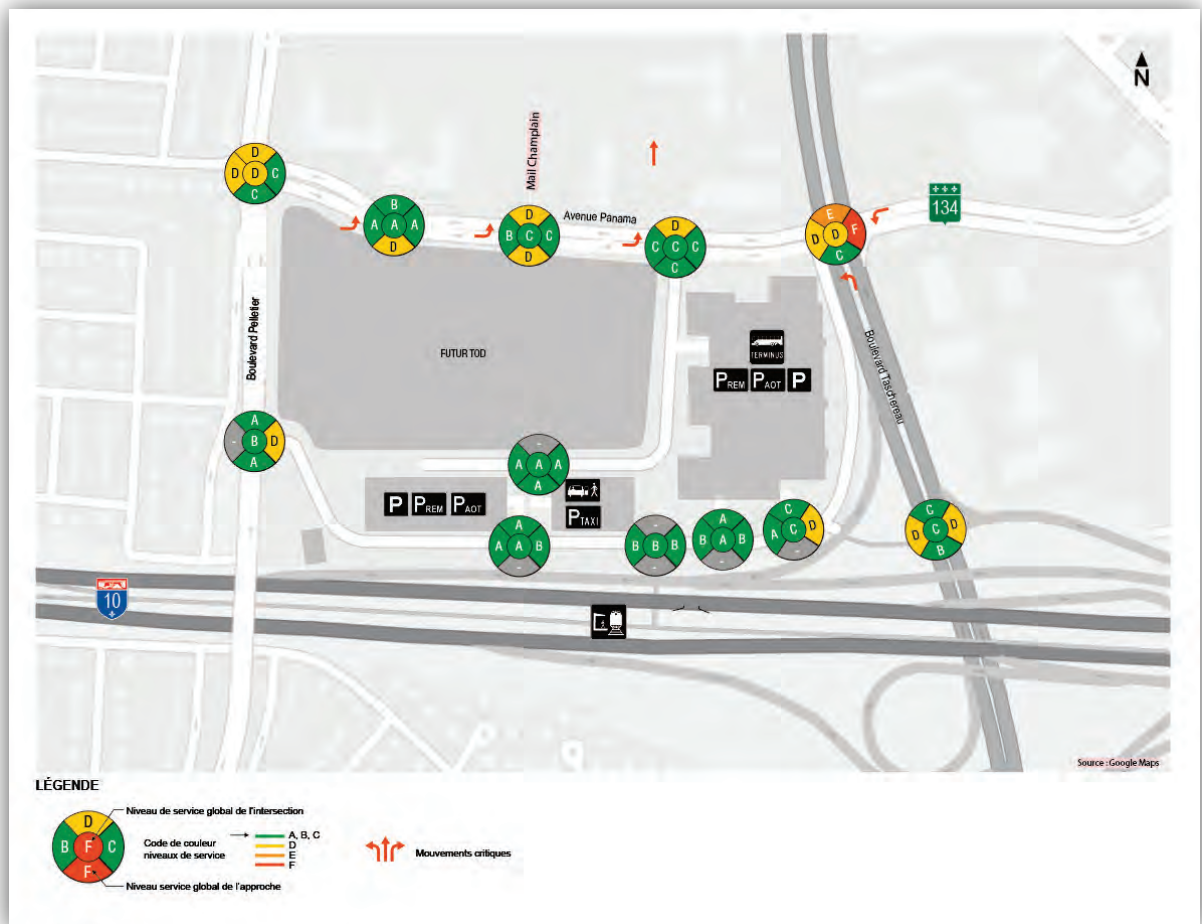 N
Mail Champlain
D
D D C
C
B
A A A
D
D
B C C
D
Avenue Panama
D
C C C
C
E
D D F
C
134
Boulevard Pelletier
FUTUR TOD
TERMINUS
P REM P AOT P
Boulevard Taschereau
A
- B D
A
-
A A A
A
P P REM P AOT
P TAXI
A
A A B
-
-
B B B
-
A
B A B
-
C
A C D
-
C
D C D
B
10
Source : Google Maps
LÉGENDE
D
B F C
F
Niveau de service global de l'intersection
Code de couleur
niveaux de service
A, B, C
D
E
F
Mouvements critiques
Niveau service global de l'approche